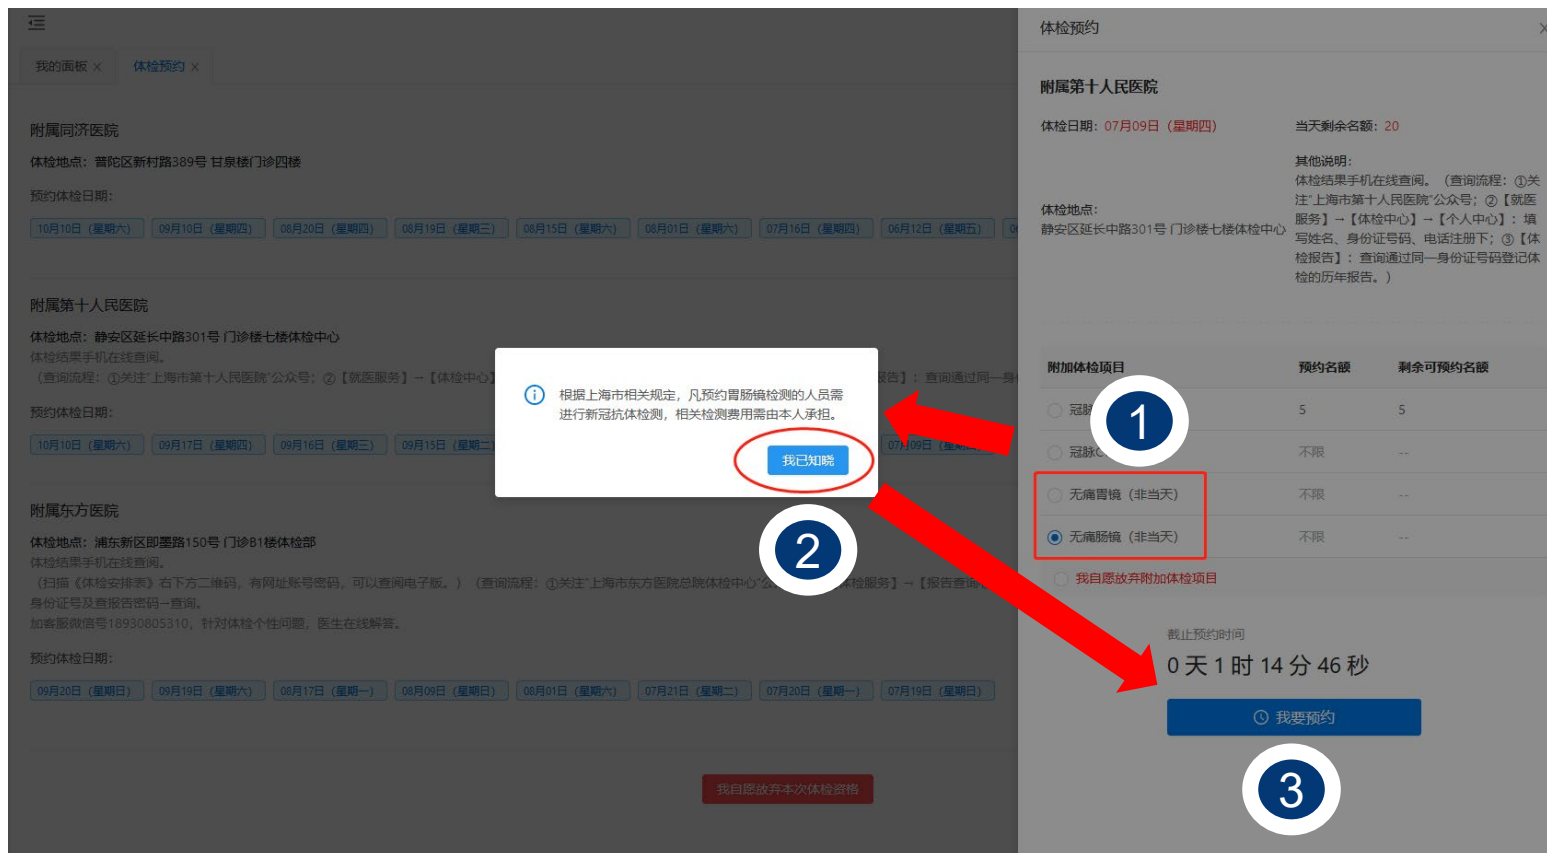 我的面板 ×
体检预约 ×
附属同济医院
体检地点：普陀区新村路389号 甘泉楼门诊四楼
预约体检日期：
10月10日（星期六）
09月10日（星期四）
08月20日（星期四）
08月19日（星期三）
08月15日（星期六）
08月01日（星期六）
07月16日（星期四）
06月12日（星期五）
附属第十人民医院
体检地点：静安区延长中路301号 门诊楼七楼体检中心
体检结果手机在线查阅。
（查询流程：①关注"上海市第十人民医院"公众号；②【就医服务】→【体检中心】
报告】：查询通过同一身
预约体检日期：
10月10日（星期六）
09月17日（星期四）
09月16日（星期三）
09月15日（星期二）
07月09日（星期四）
附属东方医院
体检地点：浦东新区即墨路150号 门诊B1楼体检部
体检结果手机在线查阅。
（扫描《体检安排表》右下方二维码，有网址账号密码，可以查阅电子版。）（查询流程：①关注"上海市东方医院总院体检中心"
体检服务】→【报告查询
身份证号及查报告密码→查询。
加客服微信号18930805310，针对体检个性问题，医生在线解答。
预约体检日期：
09月20日（星期日）
09月19日（星期六）
08月17日（星期一）
08月09日（星期日）
08月01日（星期六）
07月21日（星期二）
07月20日（星期一）
07月19日（星期日）
我自愿放弃本次体检资格
根据上海市相关规定，凡预约胃肠镜检测的人员需
进行新冠抗体检测，相关检测费用需由本人承担。
我已知晓
2
体检预约
附属第十人民医院
体检日期：07月09日（星期四）
当天剩余名额：20
体检地点：
静安区延长中路301号 门诊楼七楼体检中心
其他说明：
体检结果手机在线查阅。（查询流程：①关
注"上海市第十人民医院"公众号；②【就医
服务】→【体检中心】→【个人中心】：填
写姓名、身份证号码、电话注册下；③【体
检报告】：查询通过同一身份证号码登记体
检的历年报告。）
附加体检项目 预约名额 剩余可预约名额
冠脉 5 5
1
冠脉C 不限 --
无痛胃镜（非当天） 不限 --
无痛肠镜（非当天） 不限 --
我自愿放弃附加体检项目
截止预约时间
0 天 1 时 14 分 46 秒
我要预约
3